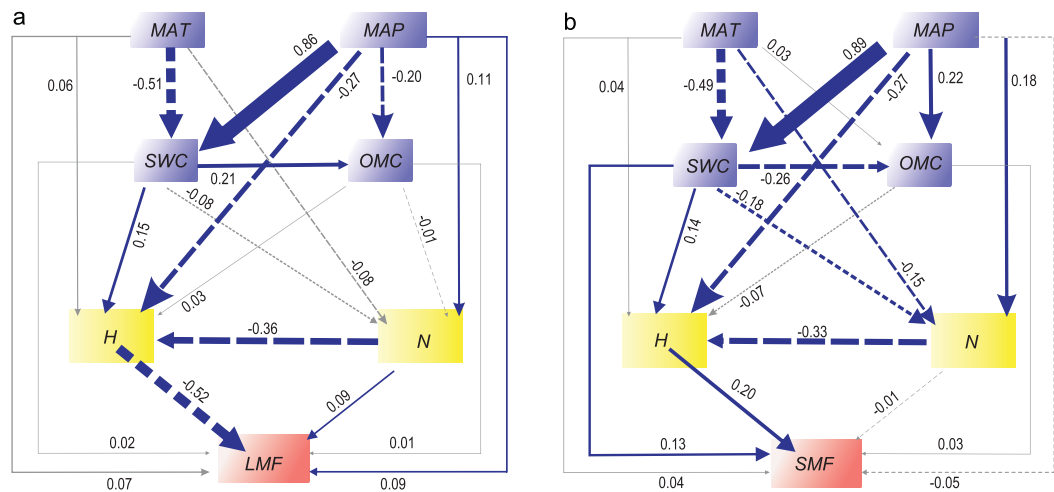 a
b
MAT
MAP
MAT
MAP
0.86
0.89
0.03
0.06
-0.51
-0.27
-0.20
0.11
0.04
-0.49
-0.27
0.22
0.18
SWC
OMC
SWC
OMC
0.21
-0.26
-0.08
-0.01
-0.18
0.15
-0.08
0.14
-0.15
0.03
-0.07
H
N
H
N
-0.36
-0.33
-0.52
0.09
0.20
-0.01
0.02
0.01
0.13
0.03
LMF
SMF
0.07
0.09
0.04
-0.05